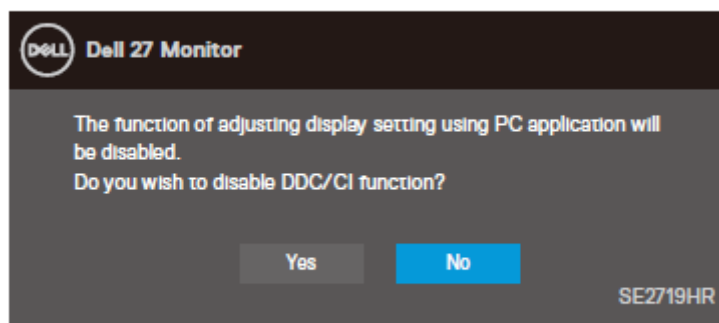 DELL Dell 27 Monitor
The function of adjusting display setting using PC application will
be disabled.
Do you wish to disable DDC/CI function?
Yes No
SE2719HR